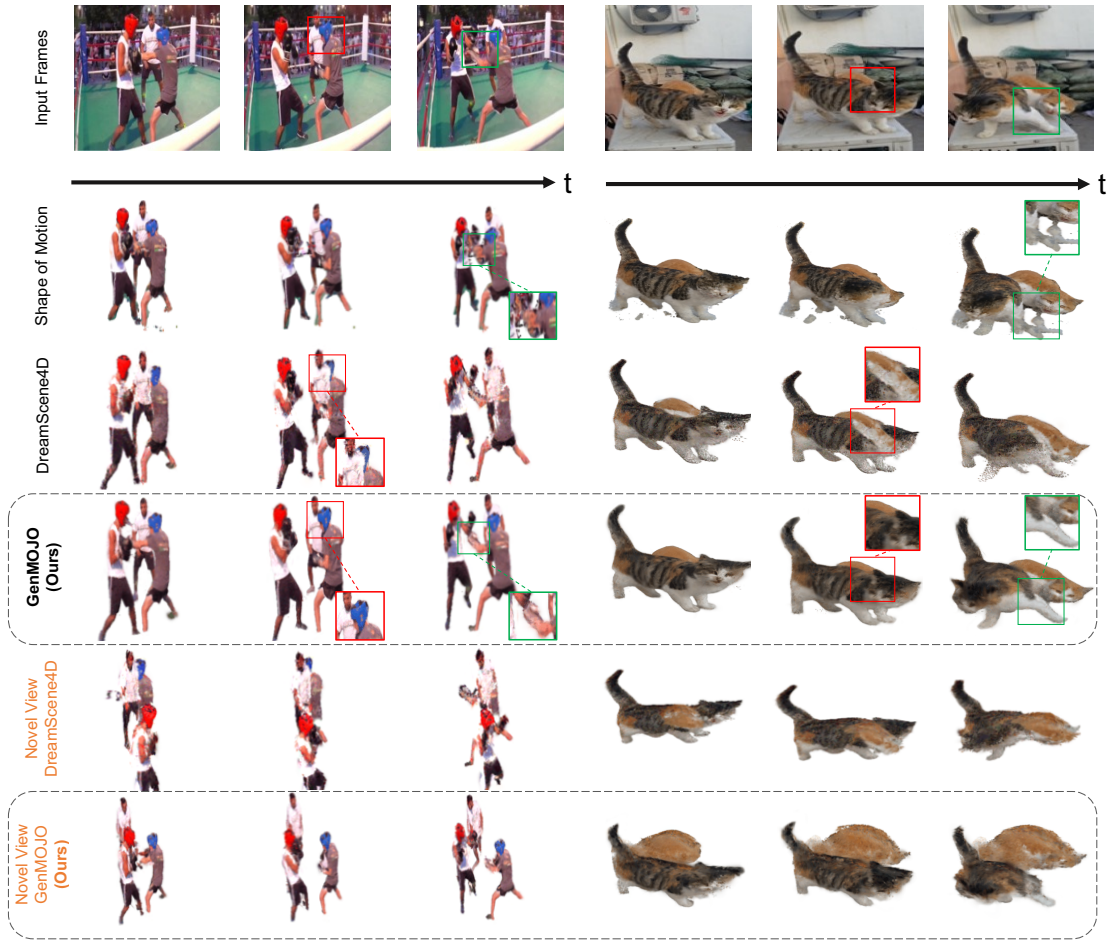 Input Frames
t
t
Shape of Motion
DreamScene4D
GenMOJO
(Ours)
Novel View
DreamScene4D
Novel View
GenMOJO
(Ours)